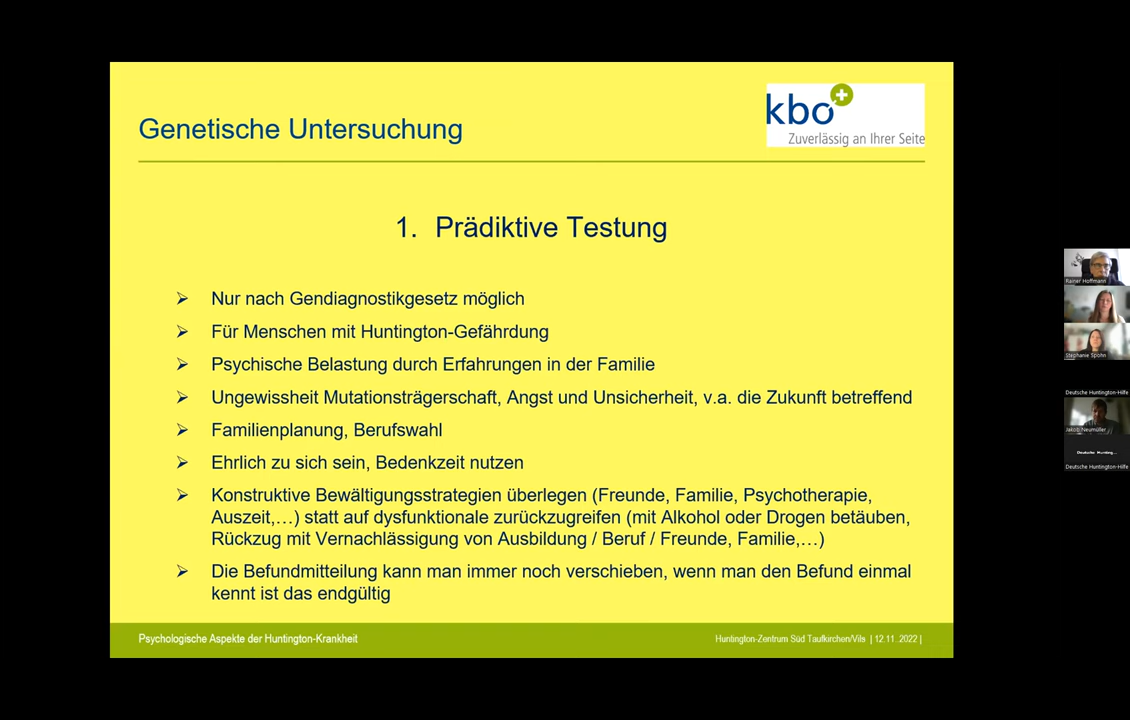 Genetische Untersuchung
kbo
Zuverlässig an Ihrer Seite
1. Prädiktive Testung
Nur nach Gendiagnostikgesetz möglich
Für Menschen mit Huntington-Gefährdung
Psychische Belastung durch Erfahrungen in der Familie
Ungewissheit Mutationsträgerschaft, Angst und Unsicherheit, v.a. die Zukunft betreffend
Familienplanung, Berufswahl
Ehrlich zu sich sein, Bedenkzeit nutzen
Konstruktive Bewältigungsstrategien überlegen (Freunde, Familie, Psychotherapie,
Auszeit,…) statt auf dysfunktionale zurückzugreifen (mit Alkohol oder Drogen betäuben,
Rückzug mit Vernachlässigung von Ausbildung / Beruf / Freunde, Familie,…)
Die Befundmitteilung kann man immer noch verschieben, wenn man den Befund einmal
kennt ist das endgültig
Psychologische Aspekte der Huntington-Krankheit
Huntington-Zentrum Süd Taufkirchen/Vils | 12.11.2022 |
Rainer Hoffmann
Stephanie Spohn
Deutsche Huntington-Hilfe
Jakob Neumüller
Deutsche Hunting...
Deutsche Huntington-Hilfe